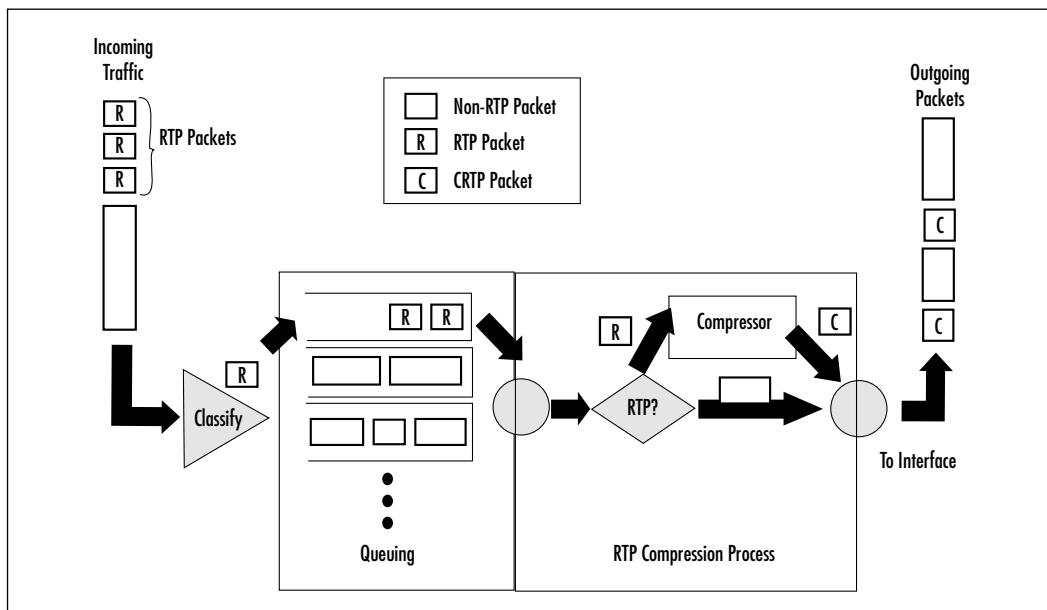 Incoming
Traffic
R
R
R
RTP Packets
Non-RTP Packet
R
RTP Packet
C
CRTP Packet
Outgoing
Packets
C
C
R
Classify
R
R
Queuing
R
Compressor
C
RTP?
RTP Compression Process
To Interface